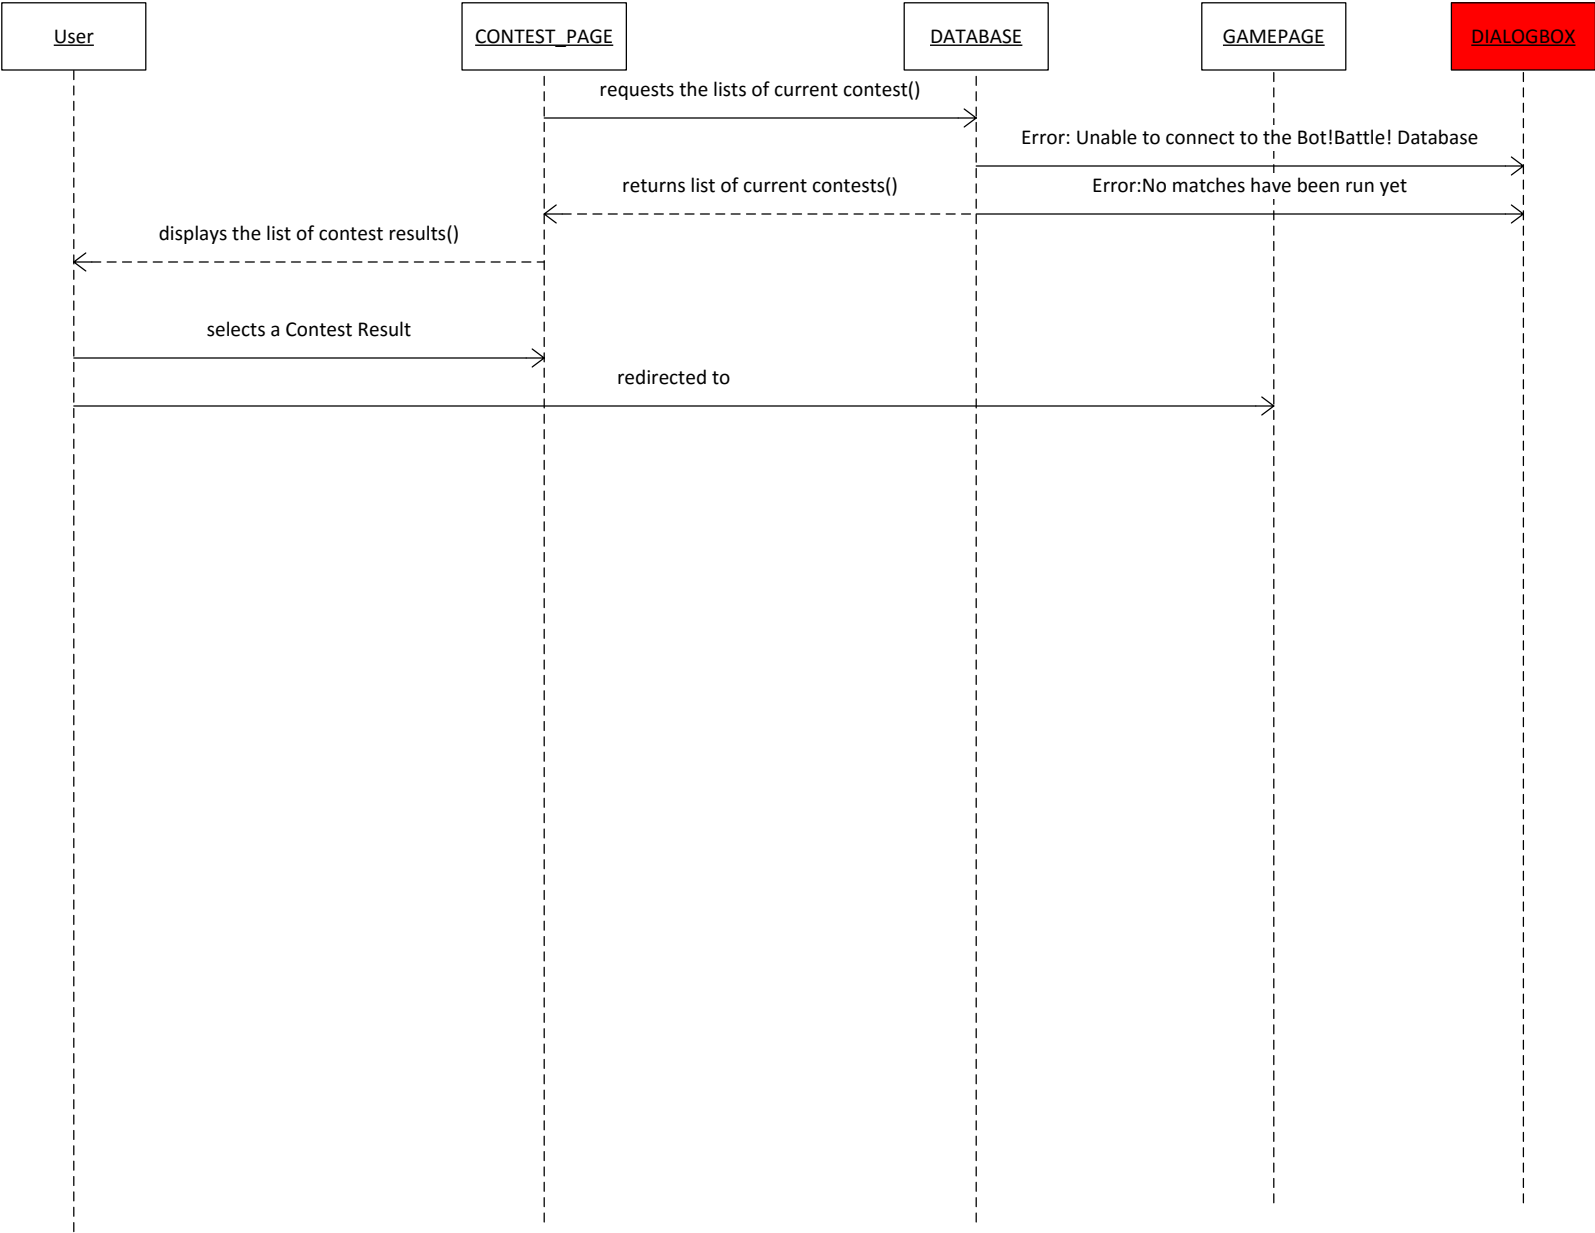 User
CONTEST_PAGE
DATABASE
GAMEPAGE
DIALOGBOX
requests the lists of current contest()
Error: Unable to connect to the Bot!Battle! Database
returns list of current contests()
Error:No matches have been run yet
displays the list of contest results()
selects a Contest Result
redirected to